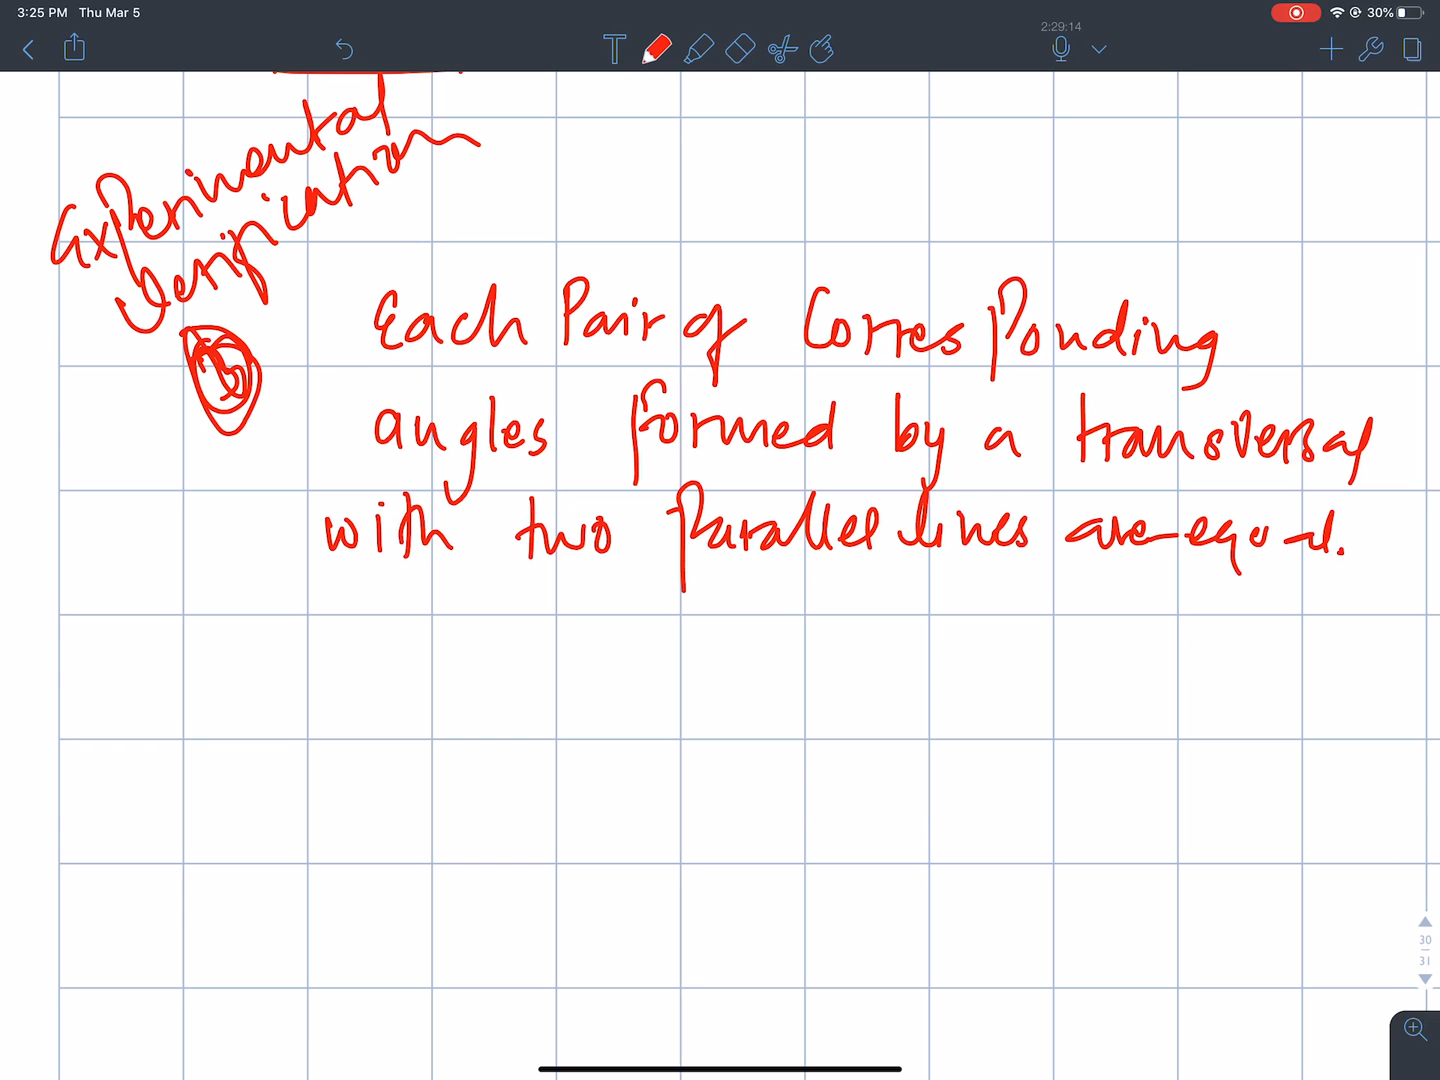 3:25 PM Thu Mar 5
30%
2:29:14
Experimental
Verification
Each Pair of Corresponding
angles formed by a transversal
with two Parallel lines are equal.
30
31